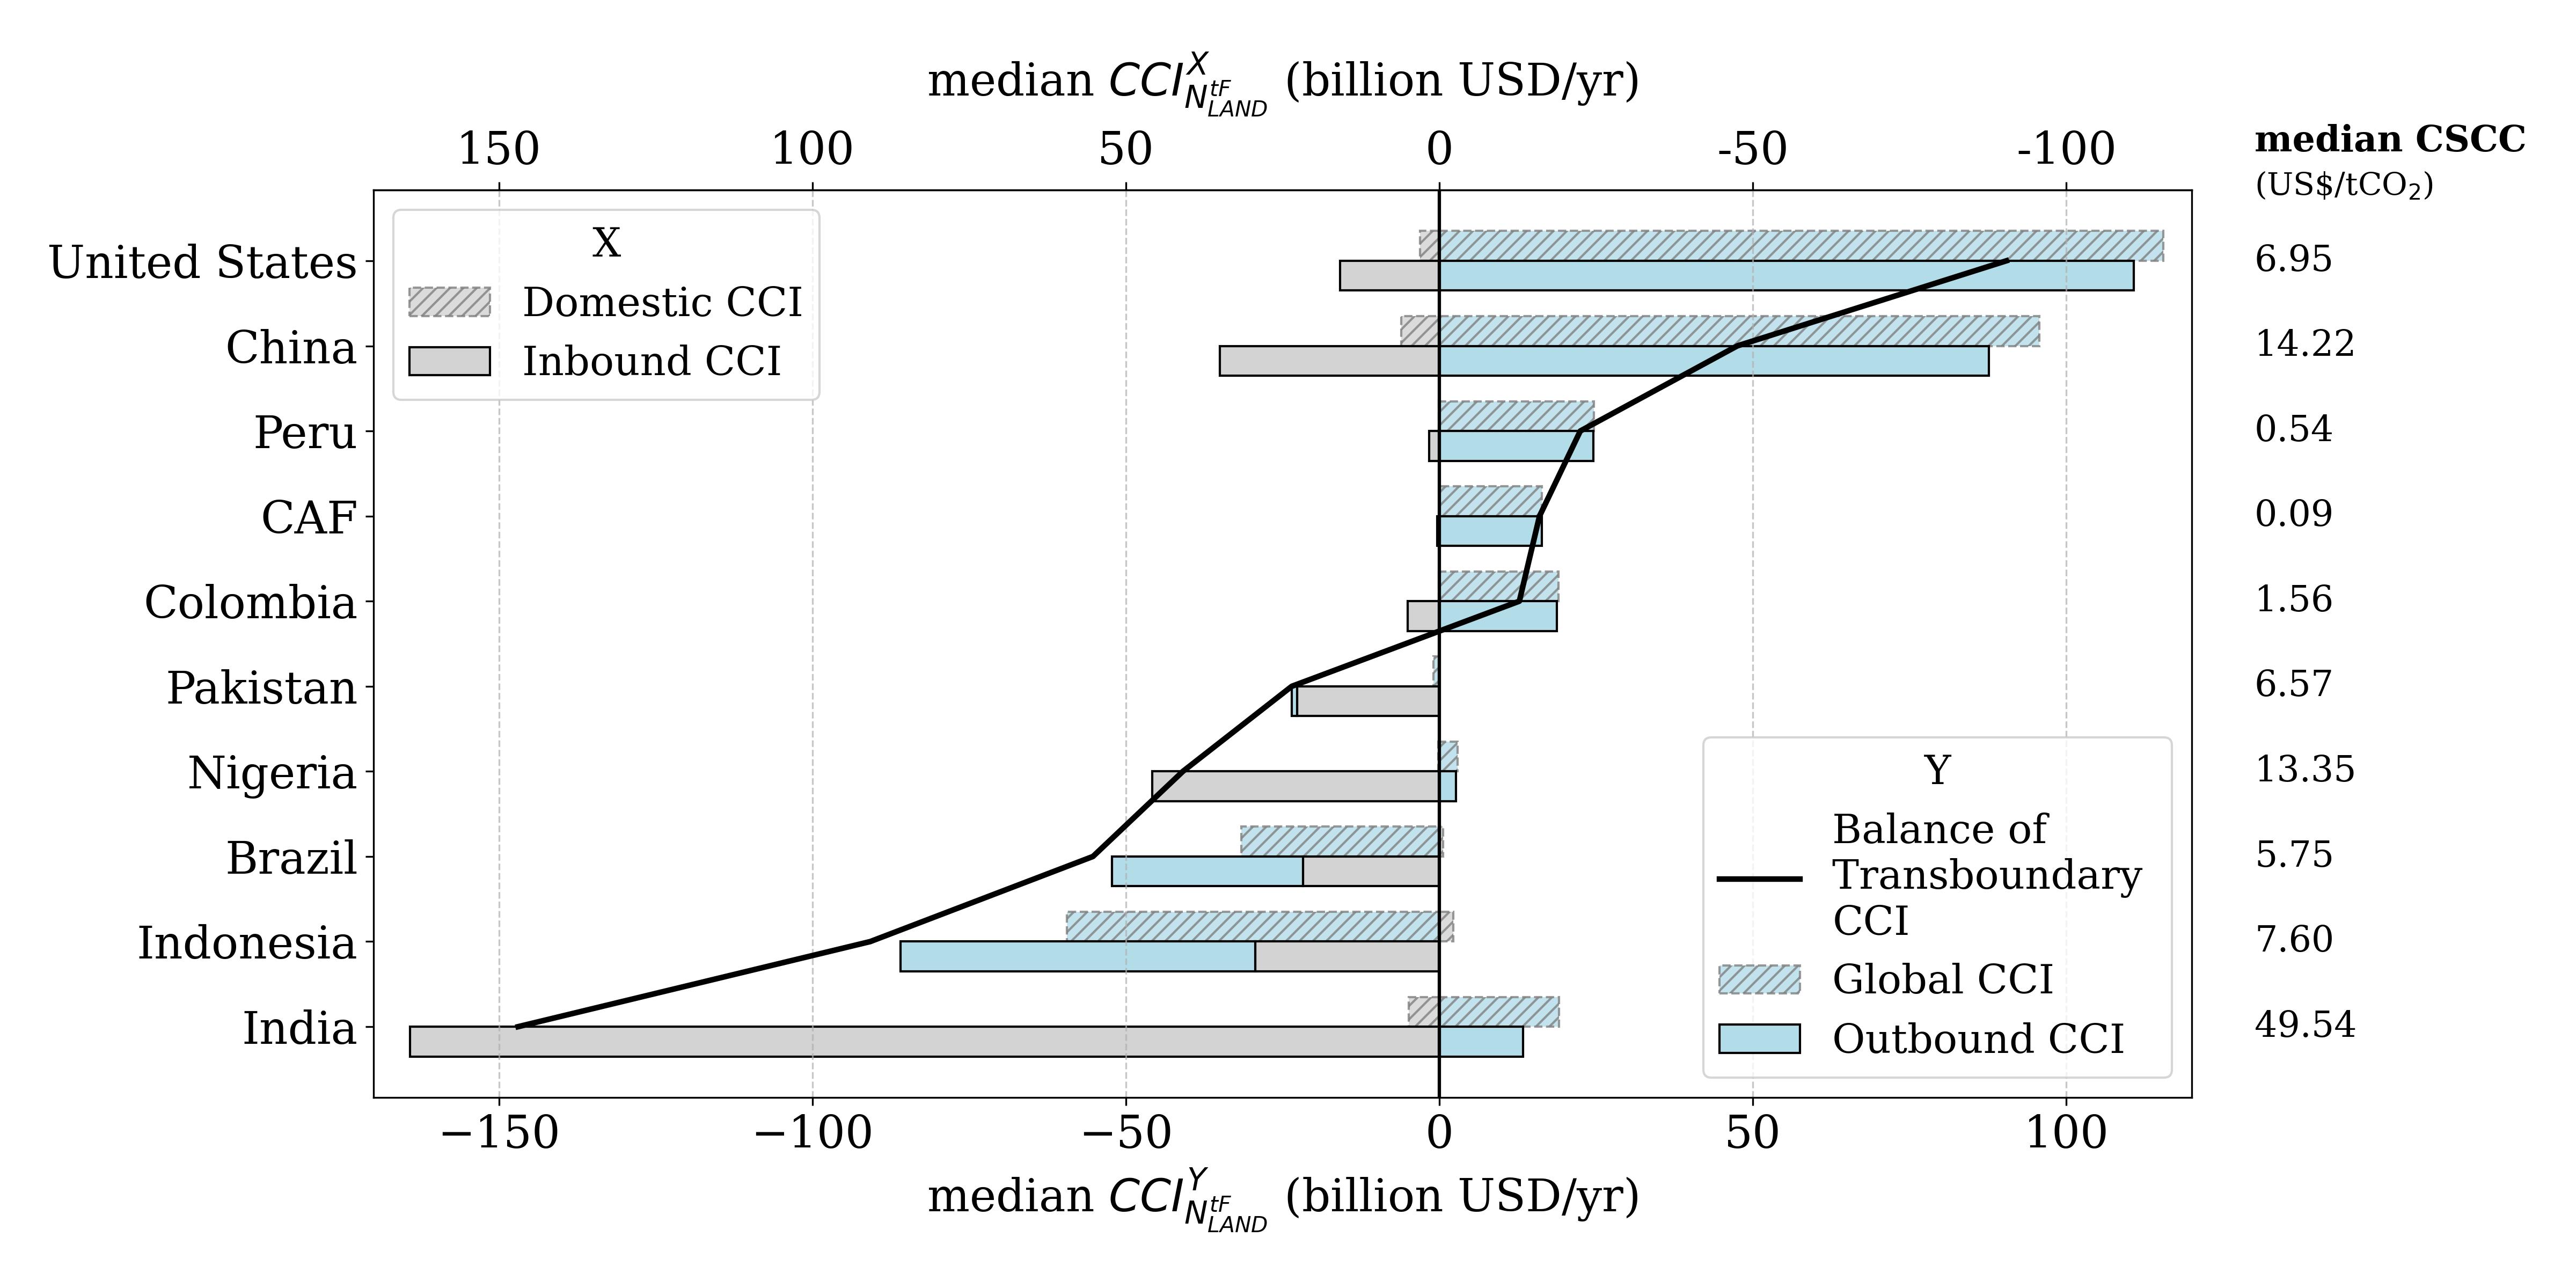 median CCI^X_{N^{tF}_{LAND}} (billion USD/yr)
150 100 50 0 -50 -100
median CSCC
(US$/tCO₂)
X
Domestic CCI
Inbound CCI
United States 6.95
China 14.22
Peru 0.54
CAF 0.09
Colombia 1.56
Pakistan 6.57
Nigeria 13.35
Brazil 5.75
Indonesia 7.60
India 49.54
Y
Balance of
Transboundary
CCI
Global CCI
Outbound CCI
−150 −100 −50 0 50 100
median CCI^Y_{N^{tF}_{LAND}} (billion USD/yr)